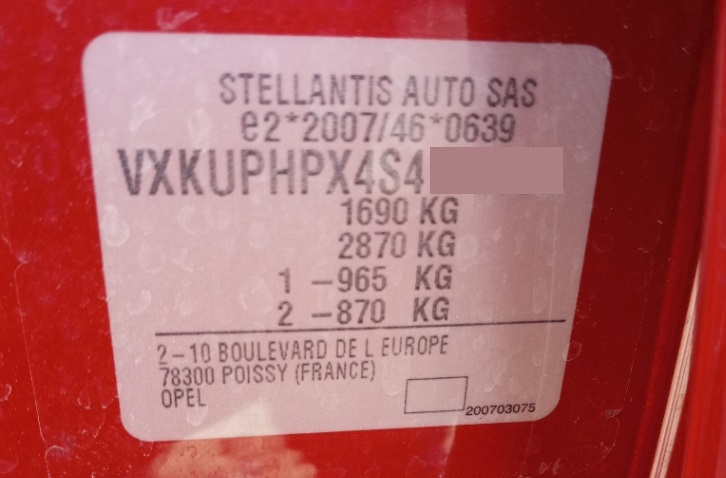 STELLANTIS AUTO SAS
e2*2007/46*0639
VXKUPHPX4S4
1690 KG
2870 KG
1 –965 KG
2 –870 KG
2–10 BOULEVARD DE L EUROPE
78300 POISSY (FRANCE)
OPEL
200703075